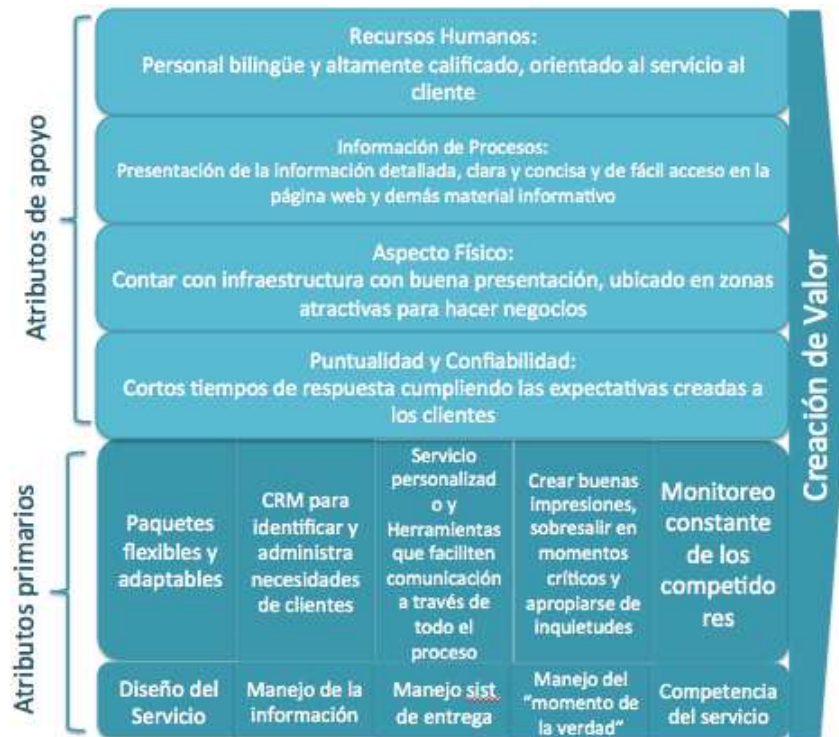 Atributos de apoyo
Recursos Humanos:
Personal bilingüe y altamente calificado, orientado al servicio al
cliente
Información de Procesos:
Presentación de la información detallada, clara y concisa y de fácil acceso en la
página web y demás material informativo
Aspecto Físico:
Contar con infraestructura con buena presentación, ubicado en zonas
atractivas para hacer negocios
Puntualidad y Confiabilidad:
Cortos tiempos de respuesta cumpliendo las expectativas creadas a
los clientes
Atributos primarios
Paquetes
flexibles y
adaptables
CRM para
identificar y
administra
necesidades
de clientes
Servicio
personalizad
o y
Herramientas
que faciliten
comunicación
a través de
todo el
proceso
Crear buenas
impresiones,
sobresalir en
momentos
críticos y
apropiarse de
inquietudes
Monitoreo
constante
de los
competido
res
Diseño del
Servicio
Manejo de la
información
Manejo sist
de entrega
Manejo del
"momento de
la verdad"
Competencia
del servicio
Creación de Valor